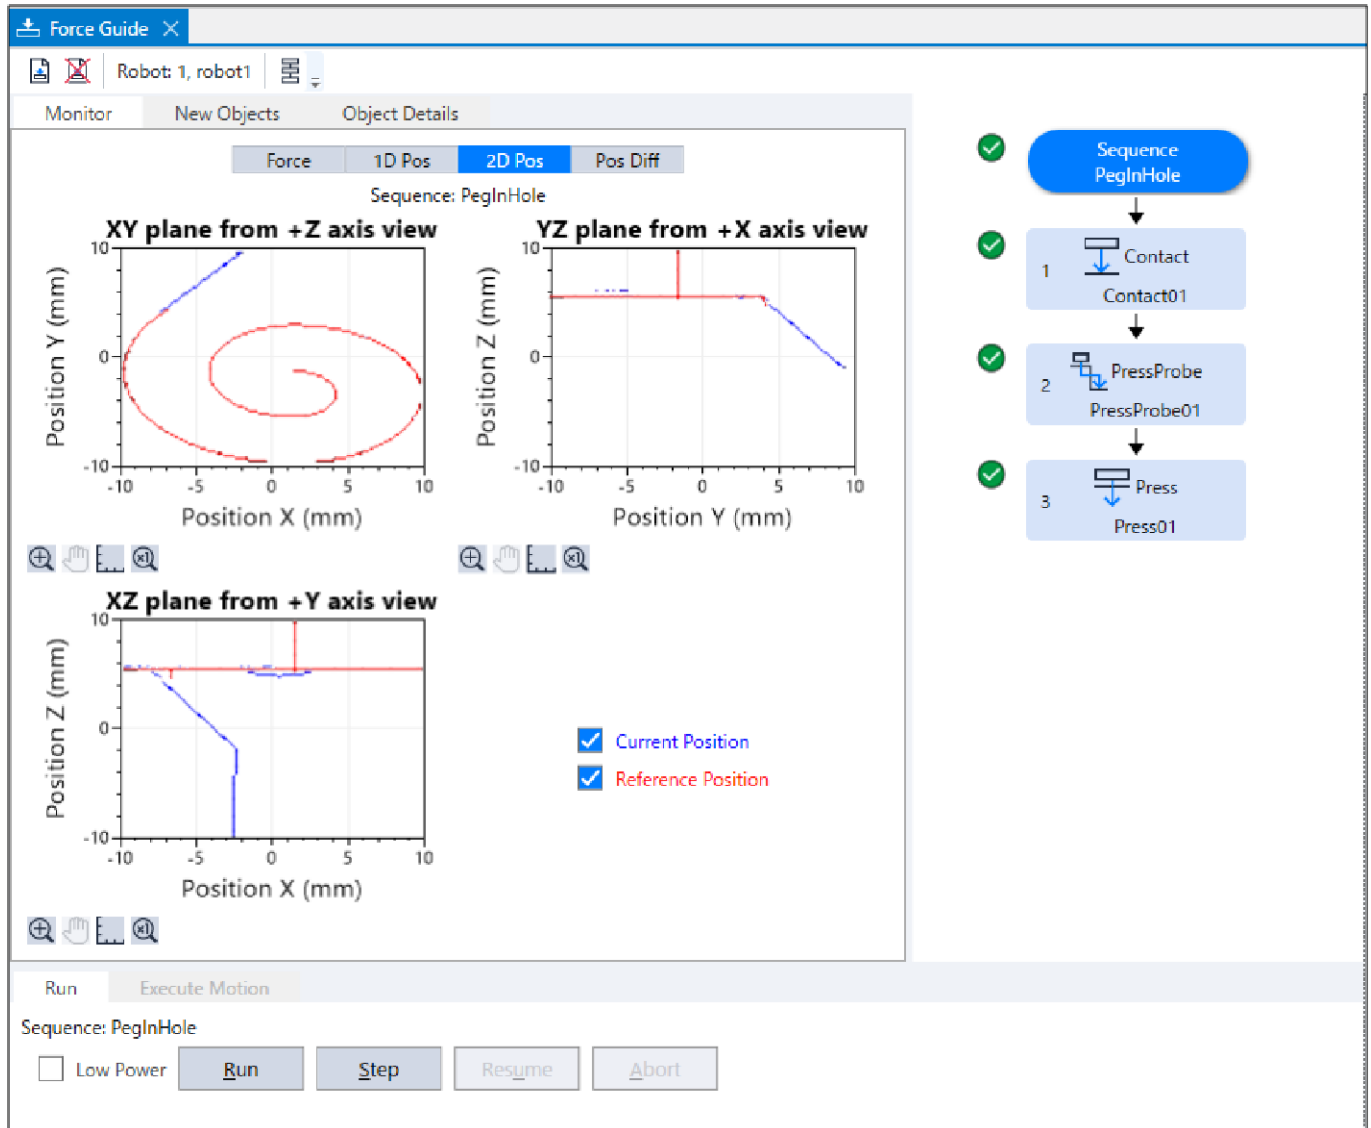 Force Guide
Robot: 1, robot1
Monitor New Objects Object Details
Force 1D Pos 2D Pos Pos Diff
Sequence: PegInHole
XY plane from +Z axis view
10
0
-10
-10 -5 0 5 10
Position Y (mm)
Position X (mm)
YZ plane from +X axis view
10
0
-10
-10 -5 0 5 10
Position Z (mm)
Position Y (mm)
x1
x1
XZ plane from +Y axis view
10
0
-10
-10 -5 0 5 10
Position Z (mm)
Position X (mm)
x1
Current Position
Reference Position
Sequence
PegInHole
1 Contact
Contact01
2 PressProbe
PressProbe01
3 Press
Press01
Run Execute Motion
Sequence: PegInHole
Low Power Run Step Resume Abort